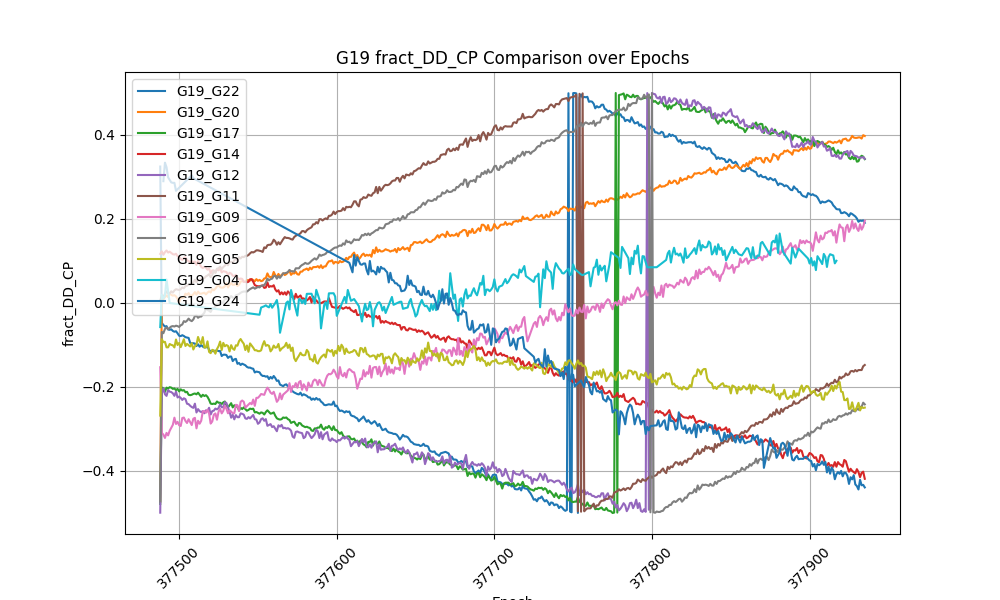 G19 fract_DD_CP Comparison over Epochs
G19_G22
G19_G20
G19_G17
G19_G14
G19_G12
G19_G11
G19_G09
G19_G06
G19_G05
G19_G04
G19_G24
fract_DD_CP
0.4
0.2
0.0
−0.2
−0.4
377500
377600
377700
377800
377900
Epoch